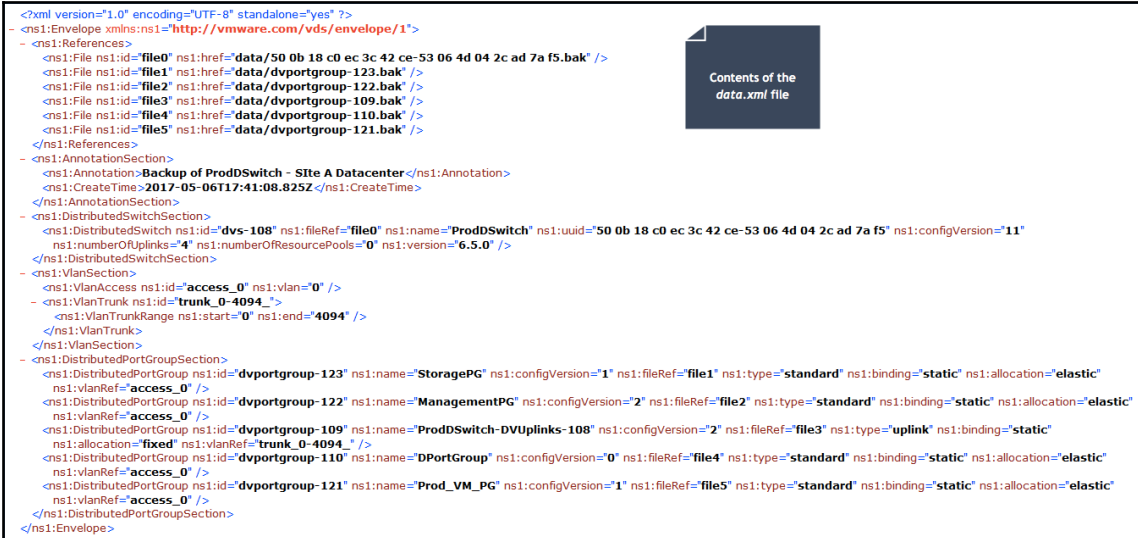 <?xml version="1.0" encoding="UTF-8" standalone="yes" ?>
- <ns1:Envelope xmlns:ns1="http://vmware.com/vds/envelope/1">
- <ns1:References>
<ns1:File ns1:id="file0" ns1:href="data/50 0b 18 c0 ec 3c 42 ce-53 06 4d 04 2c ad 7a f5.bak" />
<ns1:File ns1:id="file1" ns1:href="data/dvportgroup-123.bak" />
<ns1:File ns1:id="file2" ns1:href="data/dvportgroup-122.bak" />
<ns1:File ns1:id="file3" ns1:href="data/dvportgroup-109.bak" />
<ns1:File ns1:id="file4" ns1:href="data/dvportgroup-110.bak" />
<ns1:File ns1:id="file5" ns1:href="data/dvportgroup-121.bak" />
</ns1:References>
- <ns1:AnnotationSection>
<ns1:Annotation>Backup of ProdDSwitch - SIte A Datacenter</ns1:Annotation>
<ns1:CreateTime>2017-05-06T17:41:08.825Z</ns1:CreateTime>
</ns1:AnnotationSection>
- <ns1:DistributedSwitchSection>
<ns1:DistributedSwitch ns1:id="dvs-108" ns1:fileRef="file0" ns1:name="ProdDSwitch" ns1:uuid="50 0b 18 c0 ec 3c 42 ce-53 06 4d 04 2c ad 7a f5" ns1:configVersion="11"
ns1:numberOfUplinks="4" ns1:numberOfResourcePools="0" ns1:version="6.5.0" />
</ns1:DistributedSwitchSection>
- <ns1:VlanSection>
<ns1:VlanAccess ns1:id="access_0" ns1:vlan="0" />
- <ns1:VlanTrunk ns1:id="trunk_0-4094_">
<ns1:VlanTrunkRange ns1:start="0" ns1:end="4094" />
</ns1:VlanTrunk>
</ns1:VlanSection>
- <ns1:DistributedPortGroupSection>
<ns1:DistributedPortGroup ns1:id="dvportgroup-123" ns1:name="StoragePG" ns1:configVersion="1" ns1:fileRef="file1" ns1:type="standard" ns1:binding="static" ns1:allocation="elastic"
ns1:vlanRef="access_0" />
<ns1:DistributedPortGroup ns1:id="dvportgroup-122" ns1:name="ManagementPG" ns1:configVersion="2" ns1:fileRef="file2" ns1:type="standard" ns1:binding="static" ns1:allocation="elastic"
ns1:vlanRef="access_0" />
<ns1:DistributedPortGroup ns1:id="dvportgroup-109" ns1:name="ProdDSwitch-DVUplinks-108" ns1:configVersion="2" ns1:fileRef="file3" ns1:type="uplink" ns1:binding="static"
ns1:allocation="fixed" ns1:vlanRef="trunk_0-4094_" />
<ns1:DistributedPortGroup ns1:id="dvportgroup-110" ns1:name="DPortGroup" ns1:configVersion="0" ns1:fileRef="file4" ns1:type="standard" ns1:binding="static" ns1:allocation="elastic"
ns1:vlanRef="access_0" />
<ns1:DistributedPortGroup ns1:id="dvportgroup-121" ns1:name="Prod_VM_PG" ns1:configVersion="1" ns1:fileRef="file5" ns1:type="standard" ns1:binding="static" ns1:allocation="elastic"
ns1:vlanRef="access_0" />
</ns1:DistributedPortGroupSection>
</ns1:Envelope>
Contents of the
data.xml file